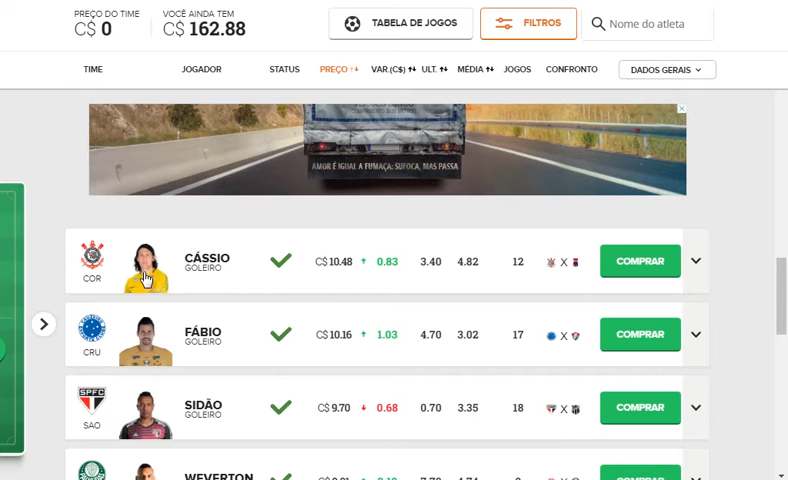 PREÇO DO TIME
C$ 0
VOCÊ AINDA TEM
C$ 162.88
TABELA DE JOGOS
FILTROS
Nome do atleta
TIME JOGADOR STATUS PREÇO VAR.(C$) ULT. MÉDIA JOGOS CONFRONTO DADOS GERAIS
AMOR É IGUAL A FUMAÇA: SUFOCA, MAS PASSA
COR
CÁSSIO
GOLEIRO
C$ 10.48 0.83 3.40 4.82 12 X COMPRAR
CRU
FÁBIO
GOLEIRO
C$ 10.16 1.03 4.70 3.02 17 X COMPRAR
SPFC
SAO
SIDÃO
GOLEIRO
C$ 9.70 0.68 0.70 3.35 18 X COMPRAR
WEVERTON
COMPRAR